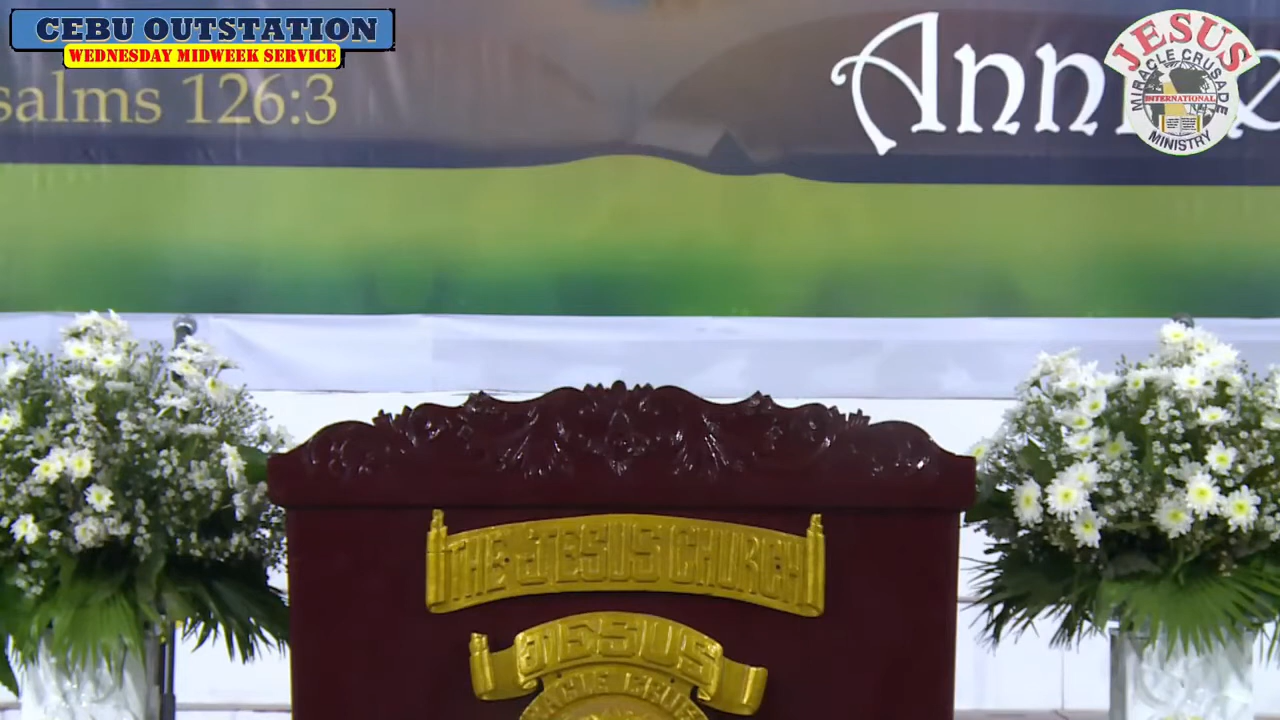 CEBU OUTSTATION
WEDNESDAY MIDWEEK SERVICE
salms 126:3
Ann
JESUS
MIRACLE CRUSADE
INTERNATIONAL
MINISTRY
THE JESUS CHURCH
JESUS